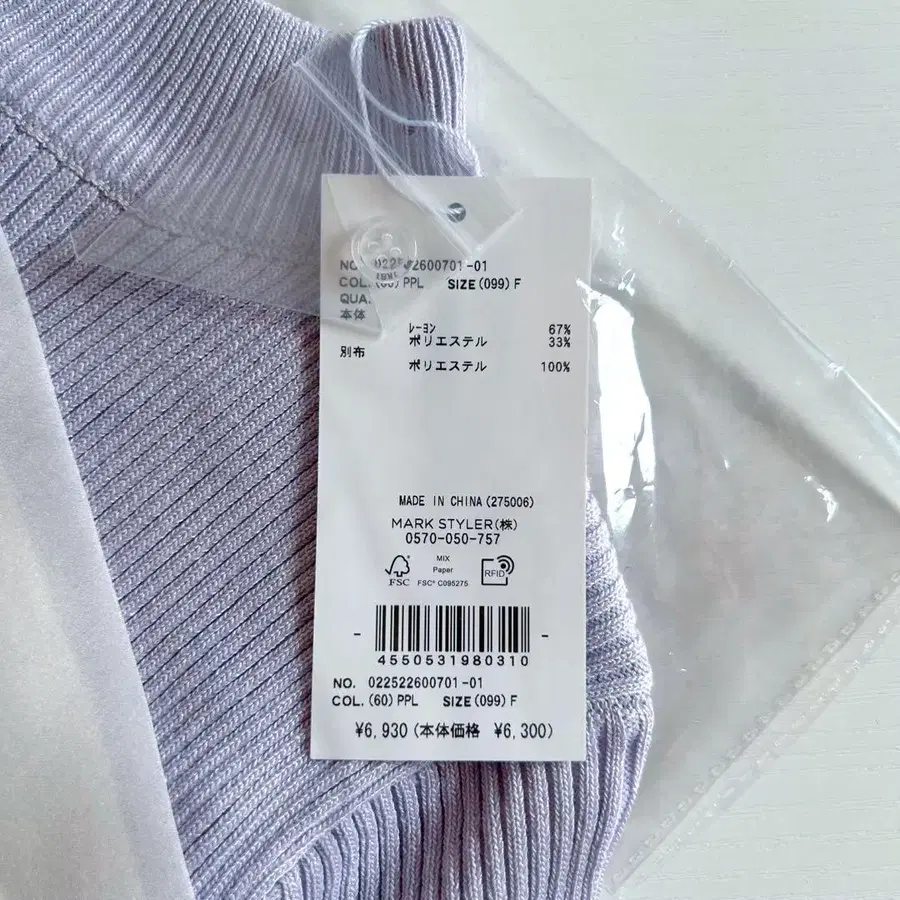 NO. 022522600701-01
COL. (60) PPL SIZE (099) F
QUA.
本体
レーヨン 67%
ポリエステル 33%
別布
ポリエステル 100%
MADE IN CHINA (275006)
MARK STYLER(株)
0570-050-757
FSC
MIX
Paper
FSC® C095275
RFID
4550531980310
NO. 022522600701-01
COL. (60) PPL SIZE (099) F
¥6,930 (本体価格 ¥6,300)